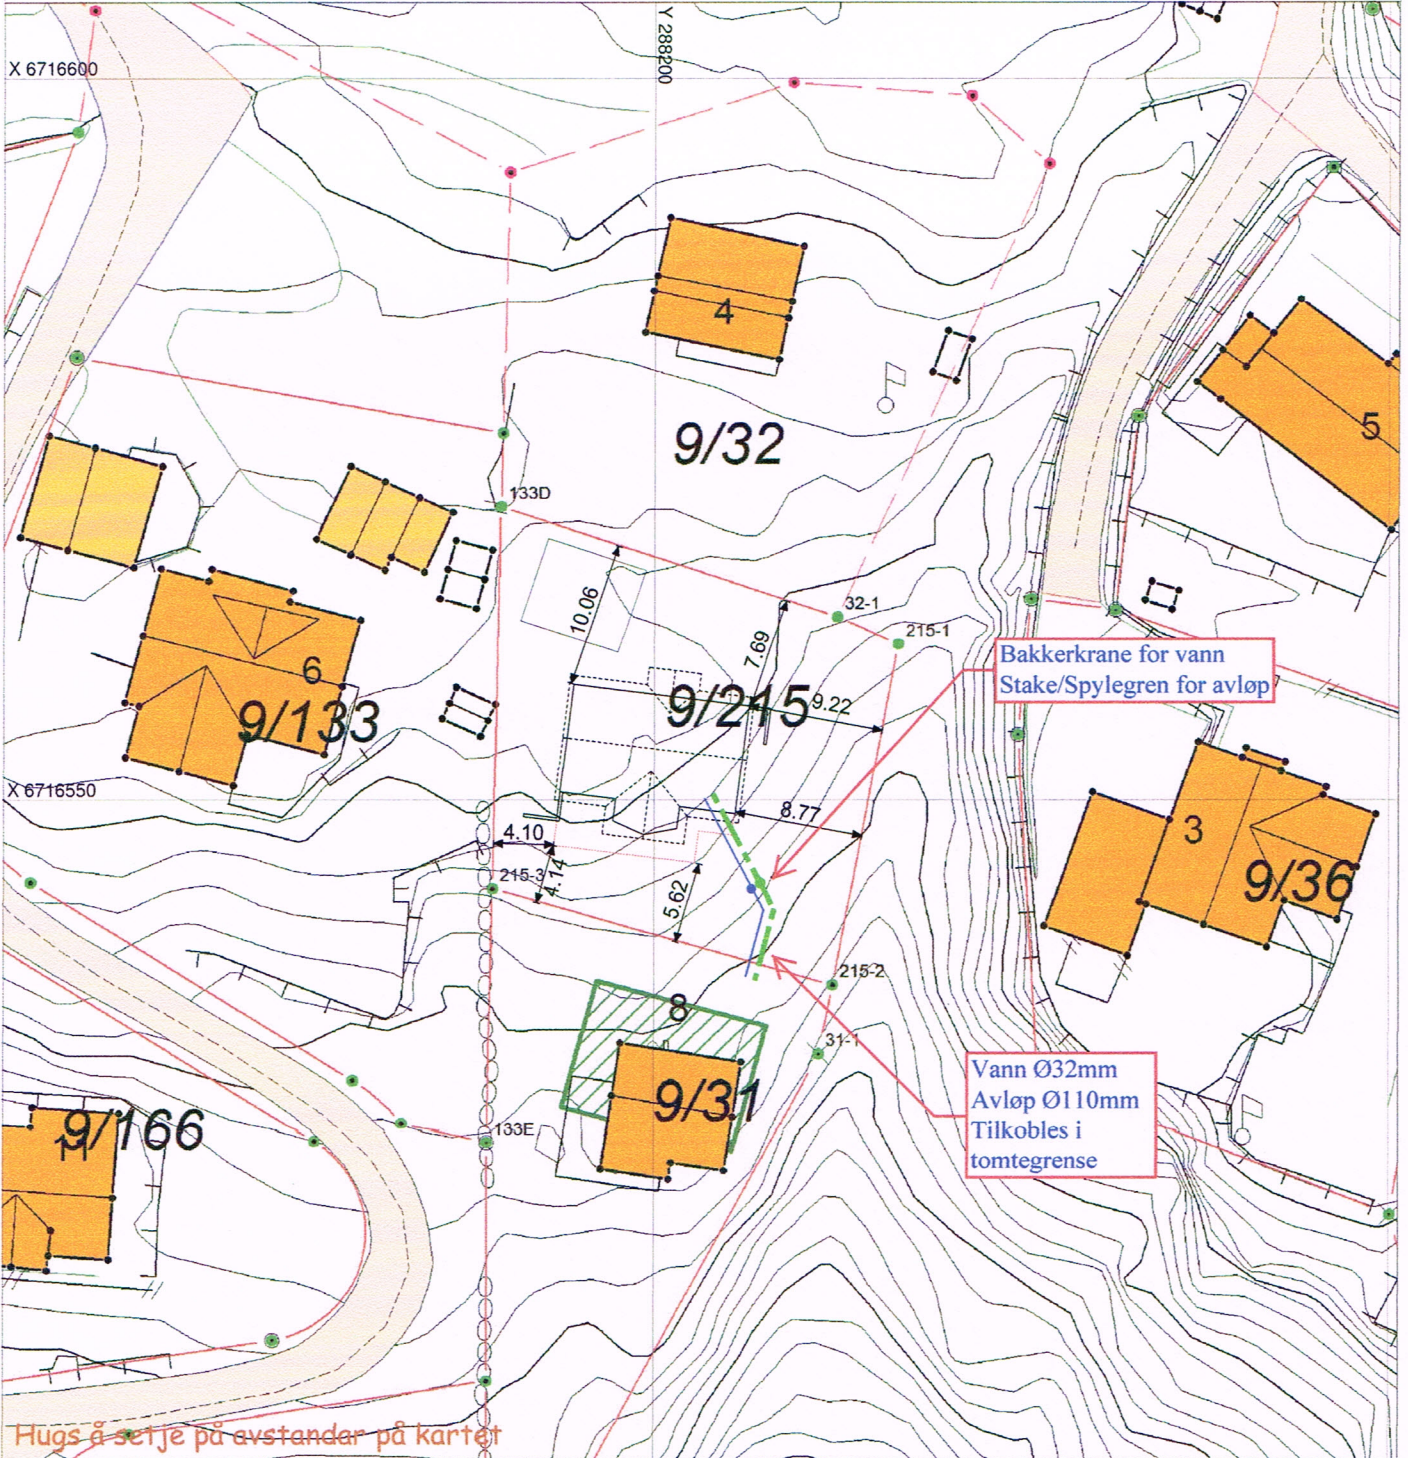 X 6716600
Y 288200
4
5
9/32
133D
10.06
32-1
7.69
215-1
Bakkerkrane for vann
Stake/Spylegren for avløp
6
9/133
9/215
9.22
X 6716550
8.77
3
4.10
9/36
215-3
4.14
5.62
215-2
8
31-1
Vann Ø32mm
Avløp Ø110mm
Tilkobles i
tomtegrense
9/31
9/166
11
133E
Hugs å setje på avstandar på kartet